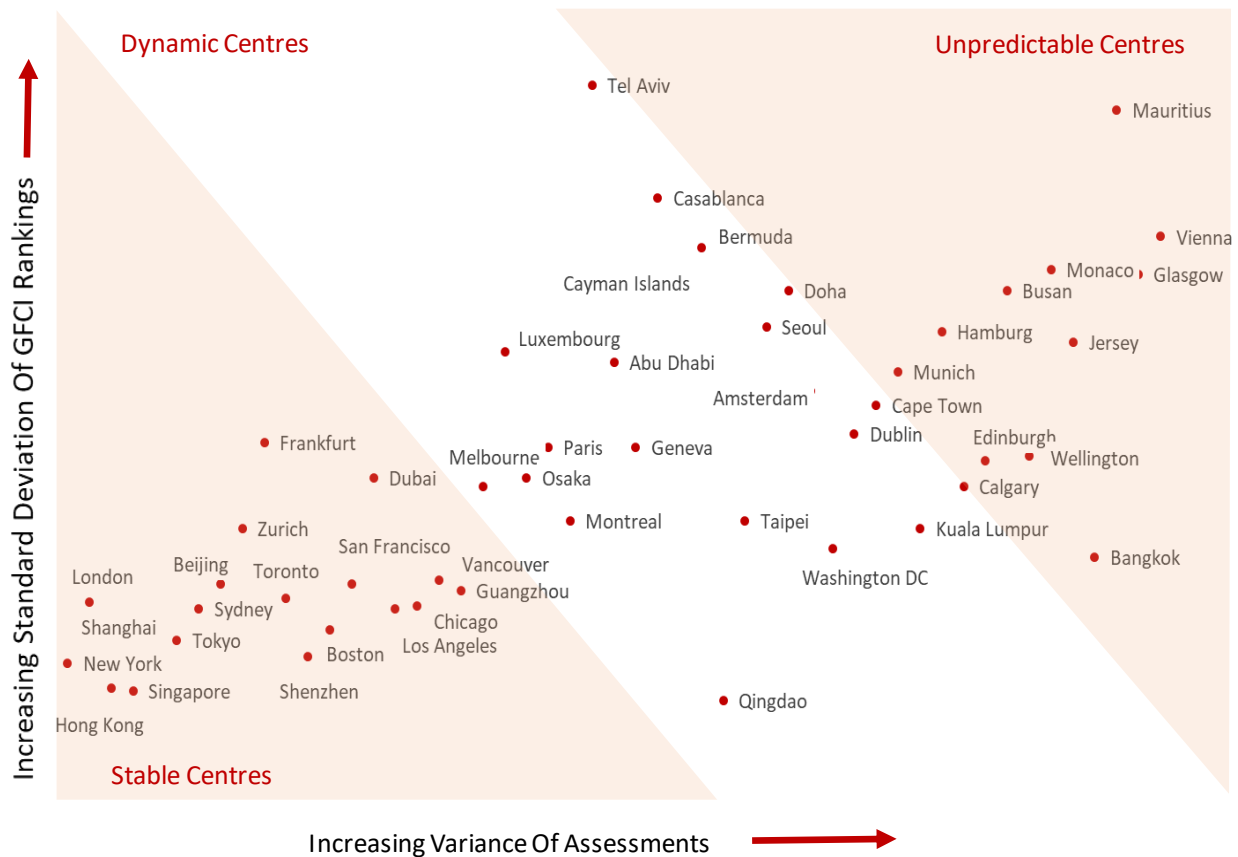 Dynamic Centres
Unpredictable Centres
Tel Aviv
Mauritius
Casablanca
Bermuda
Vienna
Cayman Islands
Monaco
Glasgow
Doha
Busan
Seoul
Hamburg
Luxembourg
Jersey
Abu Dhabi
Munich
Amsterdam
Cape Town
Frankfurt
Dublin
Edinburgh
Melbourne
Paris
Geneva
Wellington
Dubai
Osaka
Calgary
Zurich
Montreal
Taipei
Kuala Lumpur
San Francisco
Bangkok
Beijing
Toronto
Vancouver
London
Washington DC
Guangzhou
Sydney
Shanghai
Chicago
Tokyo
Los Angeles
Boston
New York
Singapore
Shenzhen
Qingdao
Hong Kong
Stable Centres
Increasing Standard Deviation Of GFCI Rankings
Increasing Variance Of Assessments